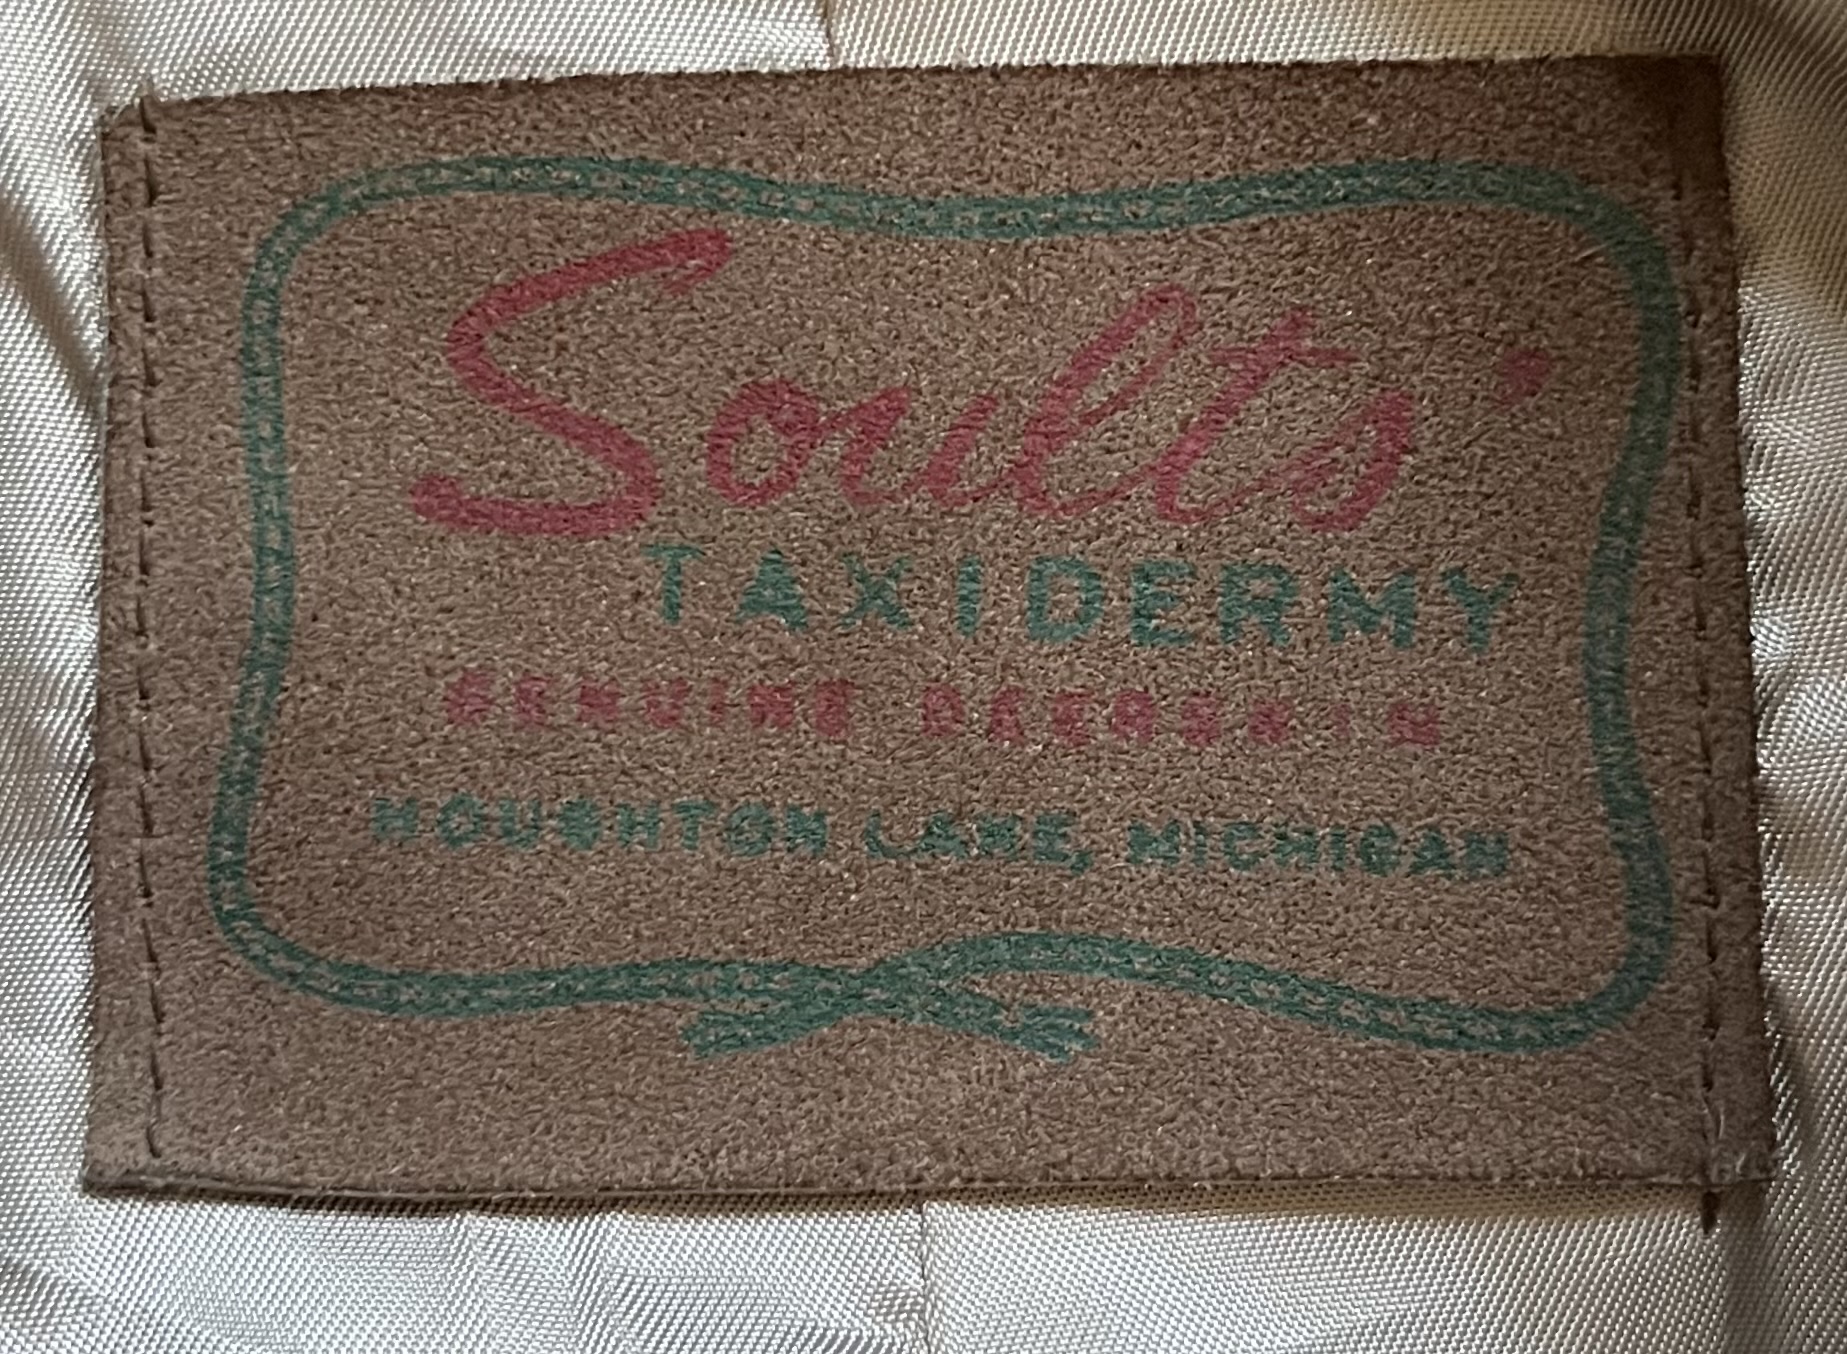 Soults'
TAXIDERMY
GENUINE DEERSKIN
HOUGHTON LAKE, MICHIGAN